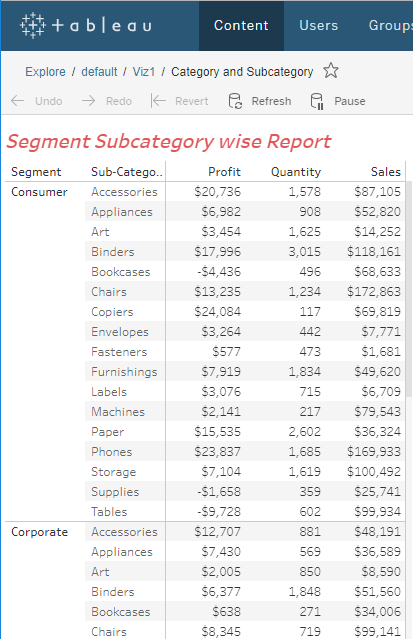 +ableau Content Users Groups
Explore / default / Viz1 / Category and Subcategory
Undo Redo Revert Refresh Pause
Segment Subcategory wise Report
Segment Sub-Catego.. Profit Quantity Sales
Consumer Accessories $20,736 1,578 $87,105
Appliances $6,982 908 $52,820
Art $3,454 1,625 $14,252
Binders $17,996 3,015 $118,161
Bookcases -$4,436 496 $68,633
Chairs $13,235 1,234 $172,863
Copiers $24,084 117 $69,819
Envelopes $3,264 442 $7,771
Fasteners $577 473 $1,681
Furnishings $7,919 1,834 $49,620
Labels $3,076 715 $6,709
Machines $2,141 217 $79,543
Paper $15,535 2,602 $36,324
Phones $23,837 1,685 $169,933
Storage $7,104 1,619 $100,492
Supplies -$1,658 359 $25,741
Tables -$9,728 602 $99,934
Corporate Accessories $12,707 881 $48,191
Appliances $7,430 569 $36,589
Art $2,005 850 $8,590
Binders $6,377 1,848 $51,560
Bookcases $638 271 $34,006
Chairs $8,345 719 $99,141